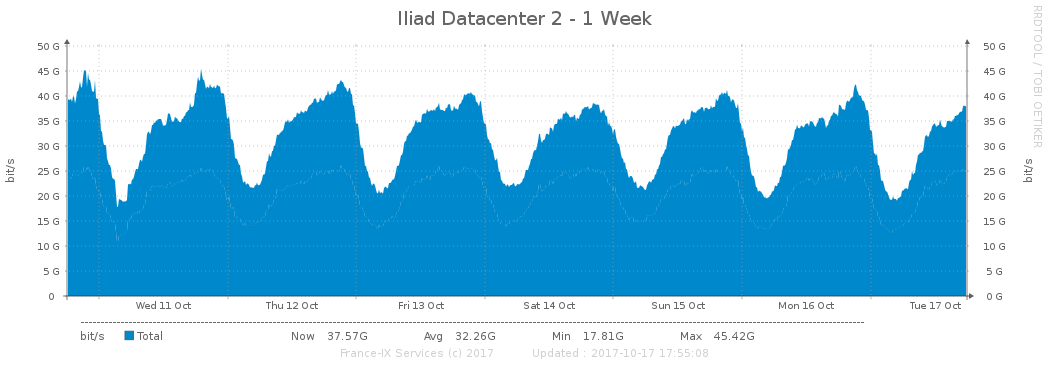 Iliad Datacenter 2 - 1 Week
RRDTOOL / TOBI OETIKER
bit/s
bit/s
50 G 50 G
45 G 45 G
40 G 40 G
35 G 35 G
30 G 30 G
25 G 25 G
20 G 20 G
15 G 15 G
10 G 10 G
5 G 5 G
0 0 G
Wed 11 Oct Thu 12 Oct Fri 13 Oct Sat 14 Oct Sun 15 Oct Mon 16 Oct Tue 17 Oct
bit/s Total Now 37.57G Avg 32.26G Min 17.81G Max 45.42G
France-IX Services (c) 2017 Updated : 2017-10-17 17:55:08